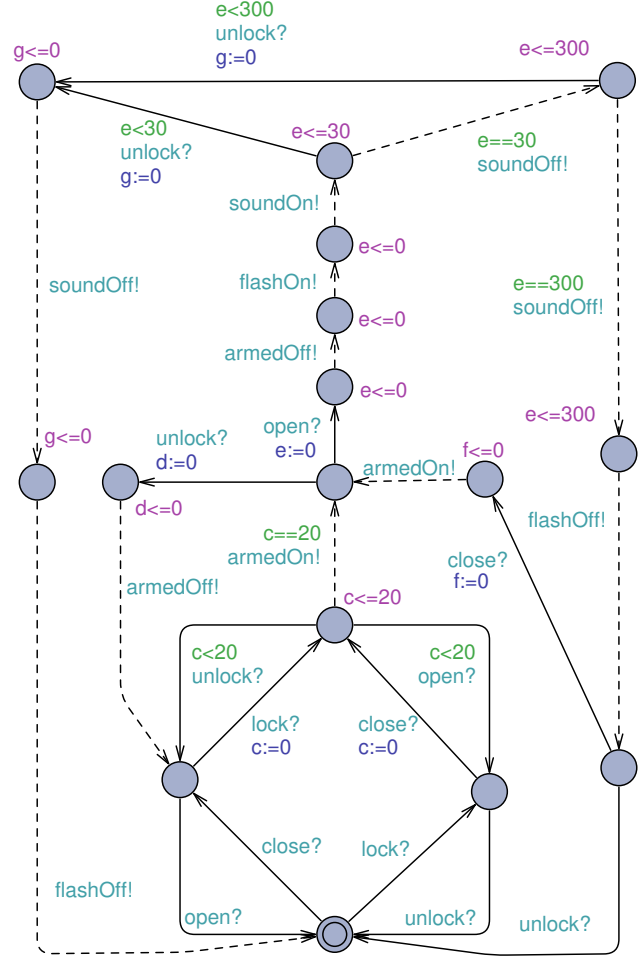 e<300
unlock?
g:=0
g<=0
e<=300
e<30
unlock?
g:=0
e<=30
e==30
soundOff!
soundOn!
e<=0
soundOff!
flashOn!
e==300
soundOff!
e<=0
armedOff!
e<=0
e<=300
g<=0
unlock?
d:=0
open?
e:=0
f<=0
armedOn!
d<=0
flashOff!
c==20
armedOn!
close?
f:=0
armedOff!
c<=20
c<20
unlock?
c<20
open?
lock?
c:=0
close?
c:=0
close?
lock?
flashOff!
open?
unlock?
unlock?